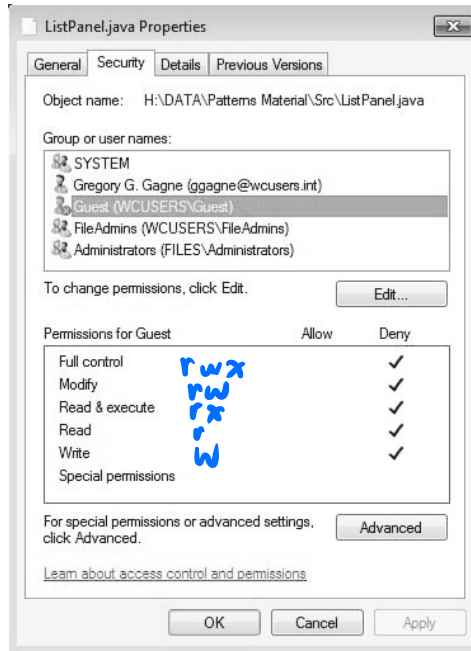 ListPanel.java Properties
General Security Details Previous Versions
Object name: H:\DATA\Patterns Material\Src\ListPanel.java
Group or user names:
SYSTEM
Gregory G. Gagne (ggagne@wcusers.int)
Guest (WCUSERS\Guest)
FileAdmins (WCUSERS\FileAdmins)
Administrators (FILES\Administrators)
To change permissions, click Edit. Edit...
Permissions for Guest Allow Deny
Full control rwx ✓
Modify rw ✓
Read & execute rx ✓
Read r ✓
Write w ✓
Special permissions
For special permissions or advanced settings,
click Advanced. Advanced
Learn about access control and permissions
OK Cancel Apply